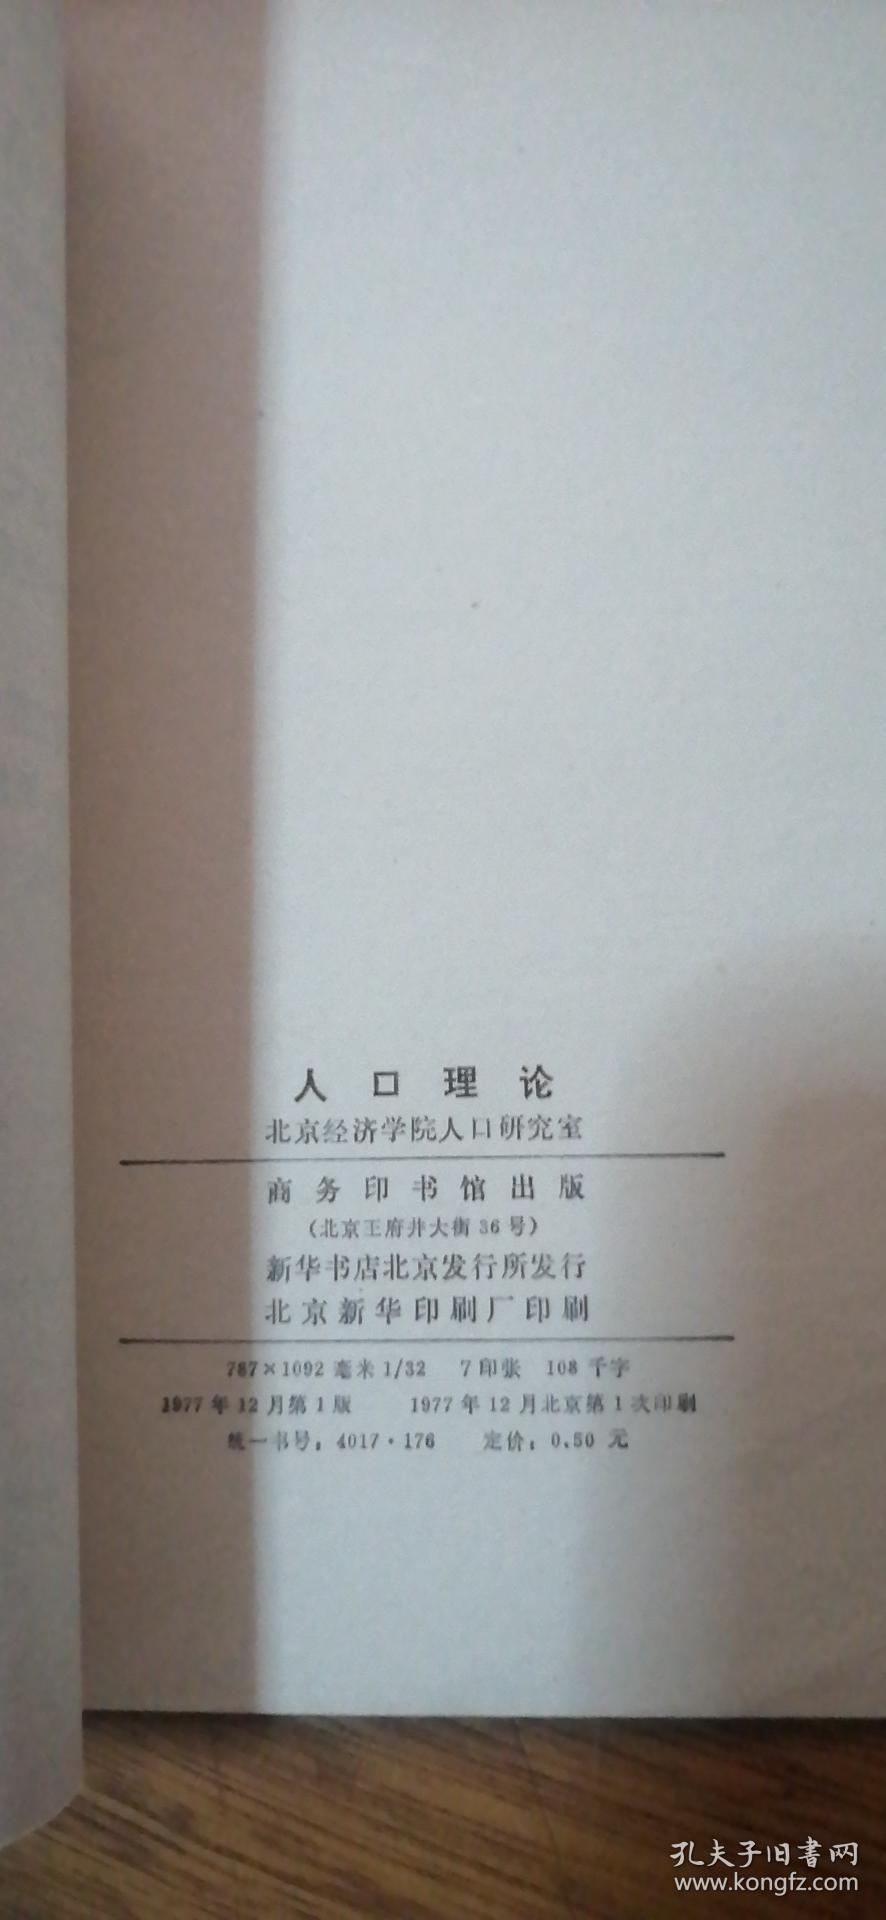 人口理论
北京经济学院人口研究室
商务印书馆出版
（北京王府井大街36号）
新华书店北京发行所发行
北京新华印刷厂印刷
787×1092毫米1/32 7印张 108千字
1977年12月第1版 1977年12月北京第1次印刷
统一书号：4017·176 定价：0.50元
孔夫子旧書网
www.kongfz.com